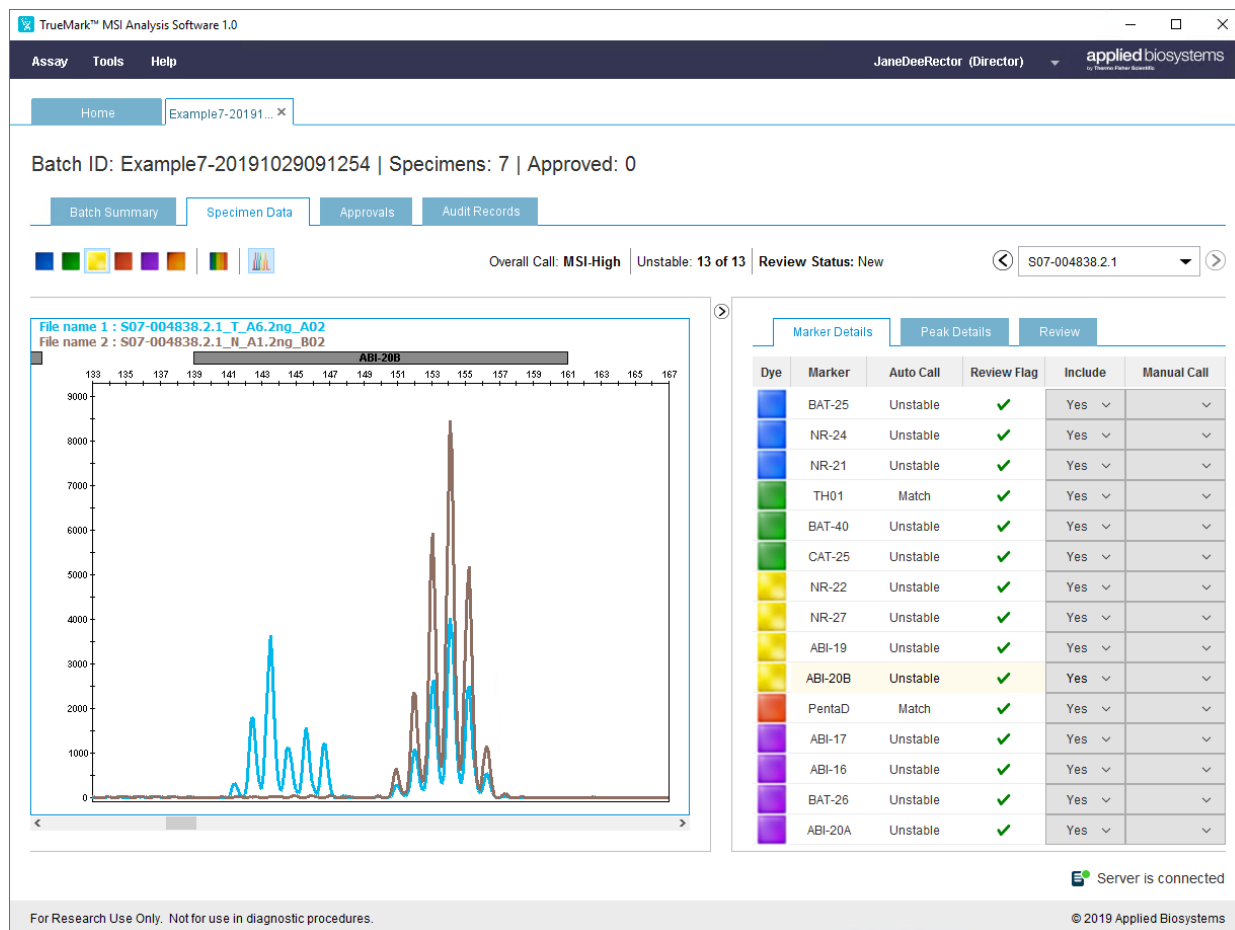 TrueMark™ MSI Analysis Software 1.0
Assay Tools Help JaneDeeRector (Director) applied biosystems
by Thermo Fisher Scientific
Home Example7-20191...
Batch ID: Example7-20191029091254 | Specimens: 7 | Approved: 0
Batch Summary Specimen Data Approvals Audit Records
Overall Call: MSI-High Unstable: 13 of 13 Review Status: New S07-004838.2.1
File name 1 : S07-004838.2.1_T_A6.2ng_A02
File name 2 : S07-004838.2.1_N_A1.2ng_B02
ABI-20B
133 135 137 139 141 143 145 147 149 151 153 155 157 159 161 163 165 167
9000
8000
7000
6000
5000
4000
3000
2000
1000
0
Marker Details Peak Details Review
Dye Marker Auto Call Review Flag Include Manual Call
BAT-25 Unstable Yes
NR-24 Unstable Yes
NR-21 Unstable Yes
TH01 Match Yes
BAT-40 Unstable Yes
CAT-25 Unstable Yes
NR-22 Unstable Yes
NR-27 Unstable Yes
ABI-19 Unstable Yes
ABI-20B Unstable Yes
PentaD Match Yes
ABI-17 Unstable Yes
ABI-16 Unstable Yes
BAT-26 Unstable Yes
ABI-20A Unstable Yes
Server is connected
For Research Use Only. Not for use in diagnostic procedures. © 2019 Applied Biosystems